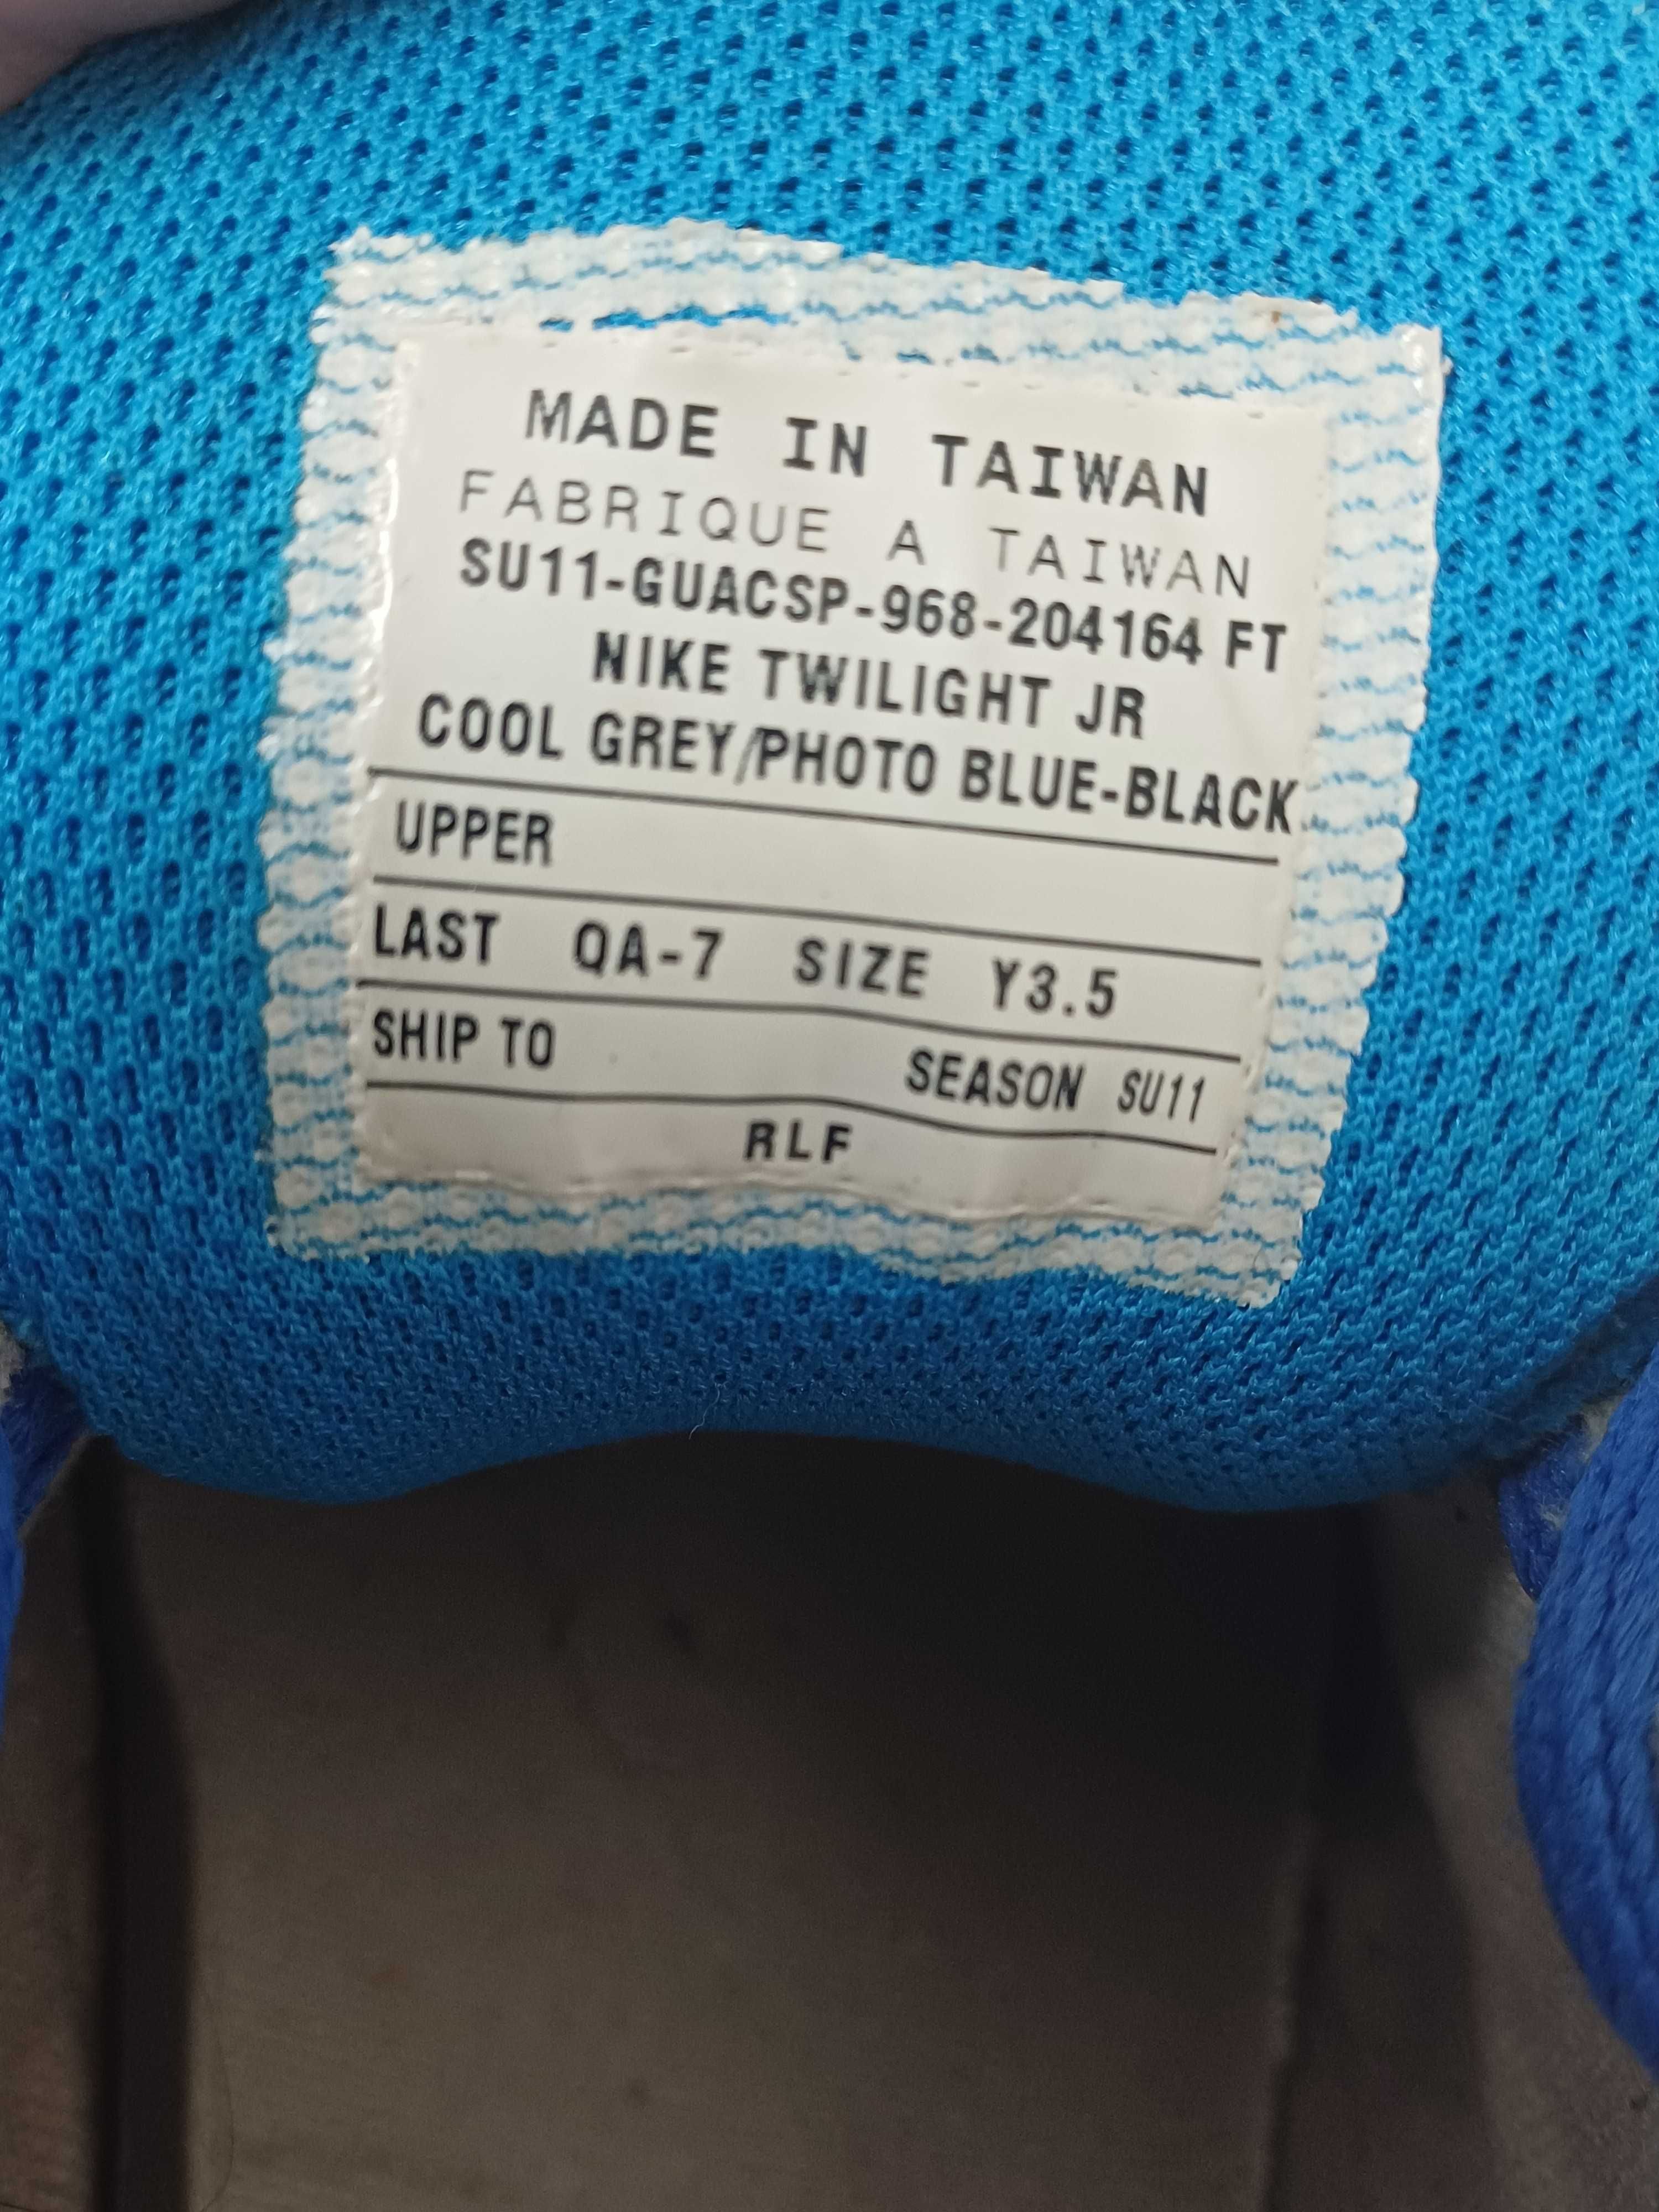 MADE IN TAIWAN
FABRIQUE A TAIWAN
SU11-GUACSP-968-204164 FT
NIKE TWILIGHT JR
COOL GREY/PHOTO BLUE-BLACK
UPPER
LAST QA-7 SIZE Y3.5
SHIP TO SEASON SU11
RLF